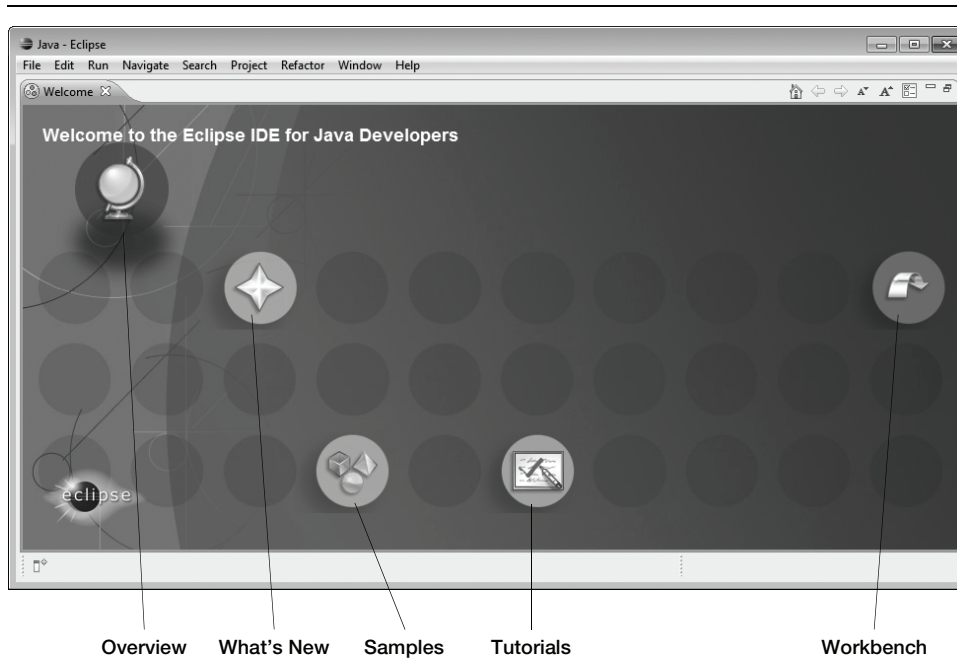 Java - Eclipse
File Edit Run Navigate Search Project Refactor Window Help
Welcome
Welcome to the Eclipse IDE for Java Developers
eclipse
Overview What's New Samples Tutorials Workbench